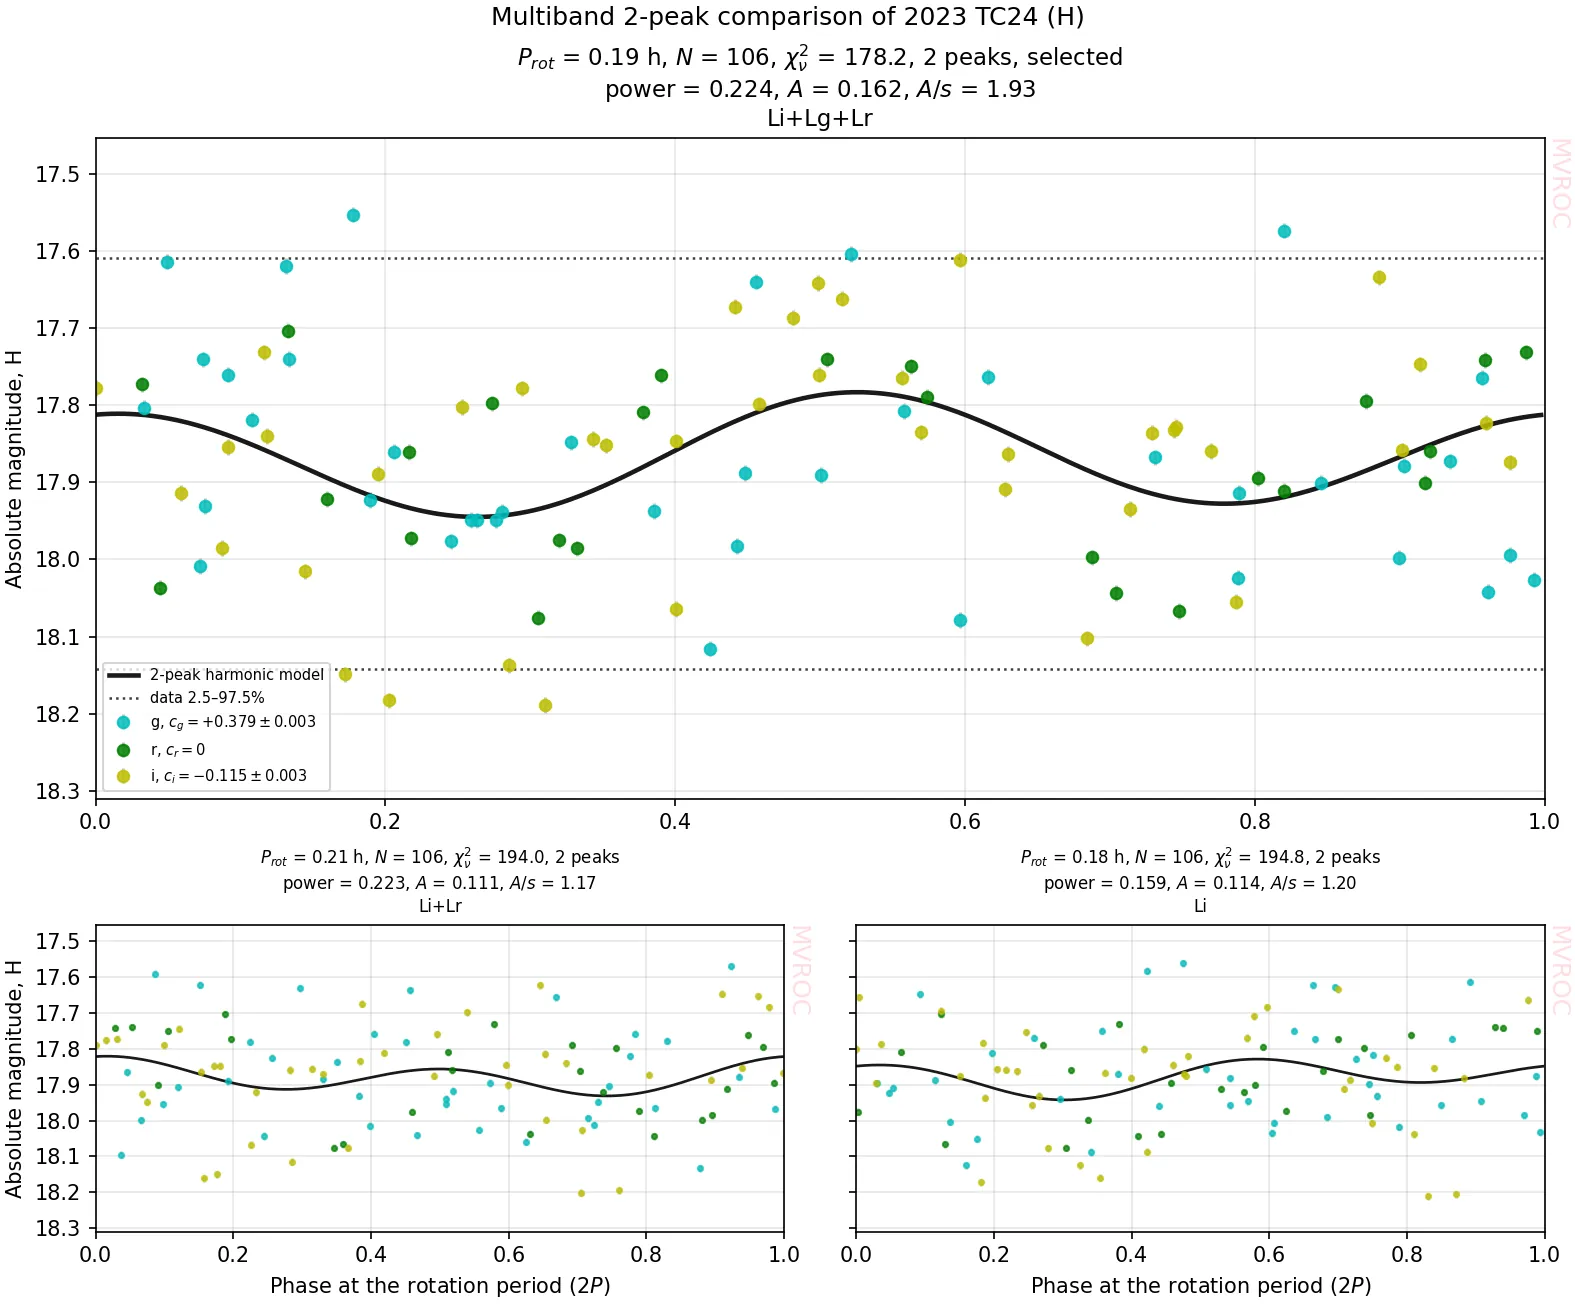 Multiband 2-peak comparison of 2023 TC24 (H)
P_rot = 0.19 h, N = 106, χ²_ν = 178.2, 2 peaks, selected
power = 0.224, A = 0.162, A/s = 1.93
Li+Lg+Lr
MVROC
Absolute magnitude, H
17.5
17.6
17.7
17.8
17.9
18.0
18.1
18.2
18.3
2-peak harmonic model
data 2.5–97.5%
g, c_g = +0.379 ± 0.003
r, c_r = 0
i, c_i = −0.115 ± 0.003
0.0 0.2 0.4 0.6 0.8 1.0
P_rot = 0.21 h, N = 106, χ²_ν = 194.0, 2 peaks
power = 0.223, A = 0.111, A/s = 1.17
Li+Lr
MVROC
Absolute magnitude, H
17.5
17.6
17.7
17.8
17.9
18.0
18.1
18.2
18.3
0.0 0.2 0.4 0.6 0.8 1.0
Phase at the rotation period (2P)
P_rot = 0.18 h, N = 106, χ²_ν = 194.8, 2 peaks
power = 0.159, A = 0.114, A/s = 1.20
Li
MVROC
0.0 0.2 0.4 0.6 0.8 1.0
Phase at the rotation period (2P)